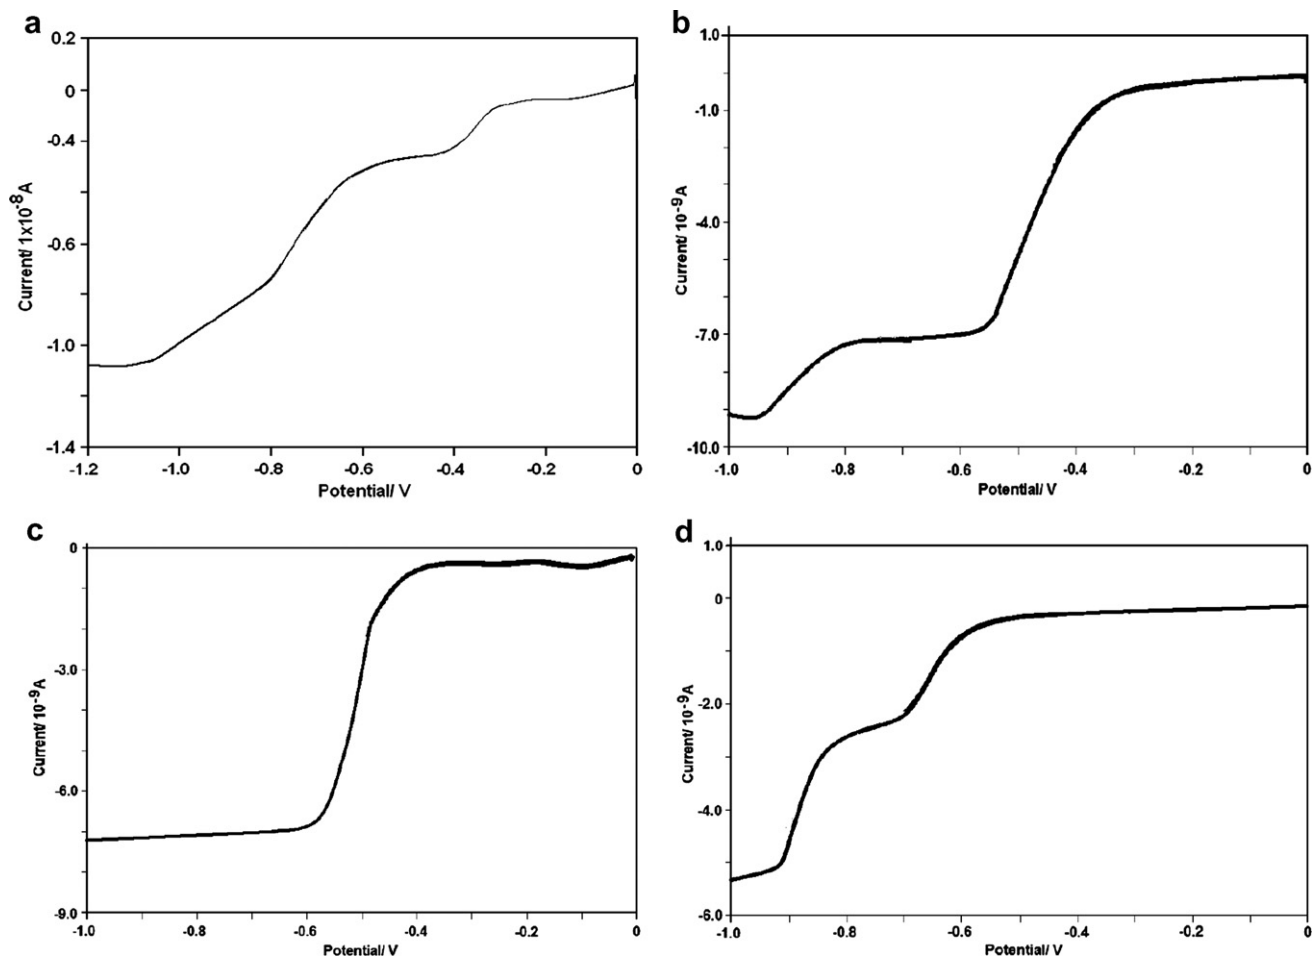 a
0.2
0
-0.4
-0.6
-1.0
-1.4
Current/ 1x10-8A
-1.2 -1.0 -0.8 -0.6 -0.4 -0.2 0
Potential/ V
b
1.0
-1.0
-4.0
-7.0
-10.0
Current/ 10-9A
-1.0 -0.8 -0.6 -0.4 -0.2 0
Potential/ V
c
0
-3.0
-6.0
-9.0
Current/ 10-9A
-1.0 -0.8 -0.6 -0.4 -0.2 0
Potential/ V
d
1.0
0
-2.0
-4.0
-6.0
Current/ 10-9A
-1.0 -0.8 -0.6 -0.4 -0.2 0
Potential/ V